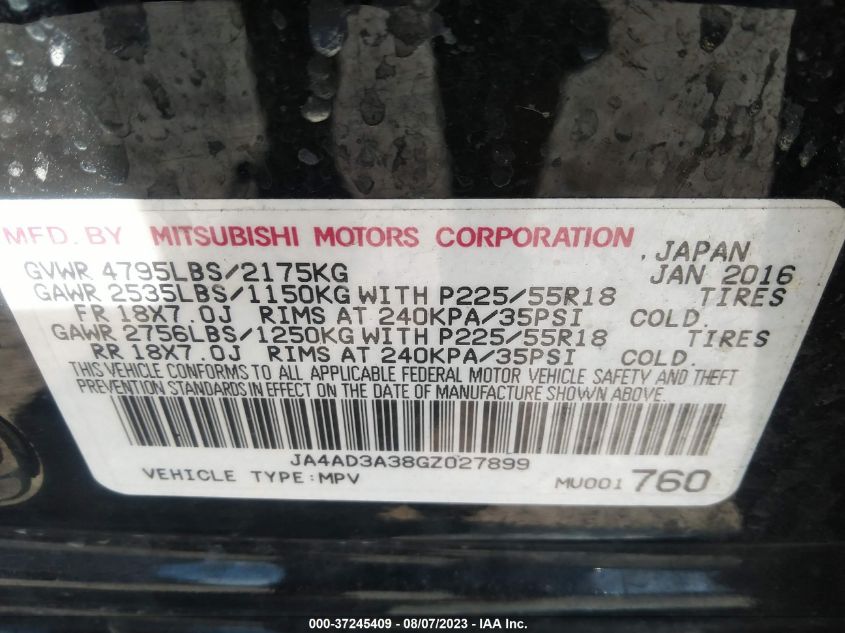 MFD. BY MITSUBISHI MOTORS CORPORATION , JAPAN
GVWR 4795LBS/2175KG JAN 2016
GAWR 2535LBS/1150KG WITH P225/55R18 TIRES
FR 18X7.0J RIMS AT 240KPA/35PSI COLD.
GAWR 2756LBS/1250KG WITH P225/55R18 TIRES
RR 18X7.0J RIMS AT 240KPA/35PSI COLD.
THIS VEHICLE CONFORMS TO ALL APPLICABLE FEDERAL MOTOR VEHICLE SAFETY AND THEFT
PREVENTION STANDARDS IN EFFECT ON THE DATE OF MANUFACTURE SHOWN ABOVE.
JA4AD3A38GZ027899
VEHICLE TYPE:MPV MU001 760
000-37245409 - 08/07/2023 - IAA Inc.